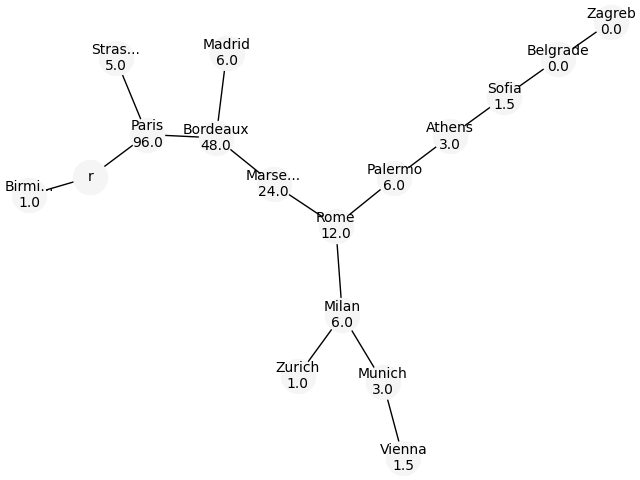 Zagreb
0.0
Belgrade
0.0
Stras...
5.0
Madrid
6.0
Sofia
1.5
Paris
96.0
Bordeaux
48.0
Athens
3.0
r
Birmi...
1.0
Marse...
24.0
Palermo
6.0
Rome
12.0
Milan
6.0
Zurich
1.0
Munich
3.0
Vienna
1.5